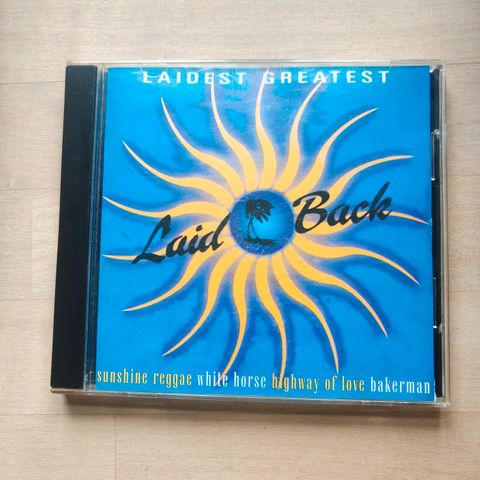 LAIDEST GREATEST
Laid Back
sunshine reggae white horse highway of love bakerman